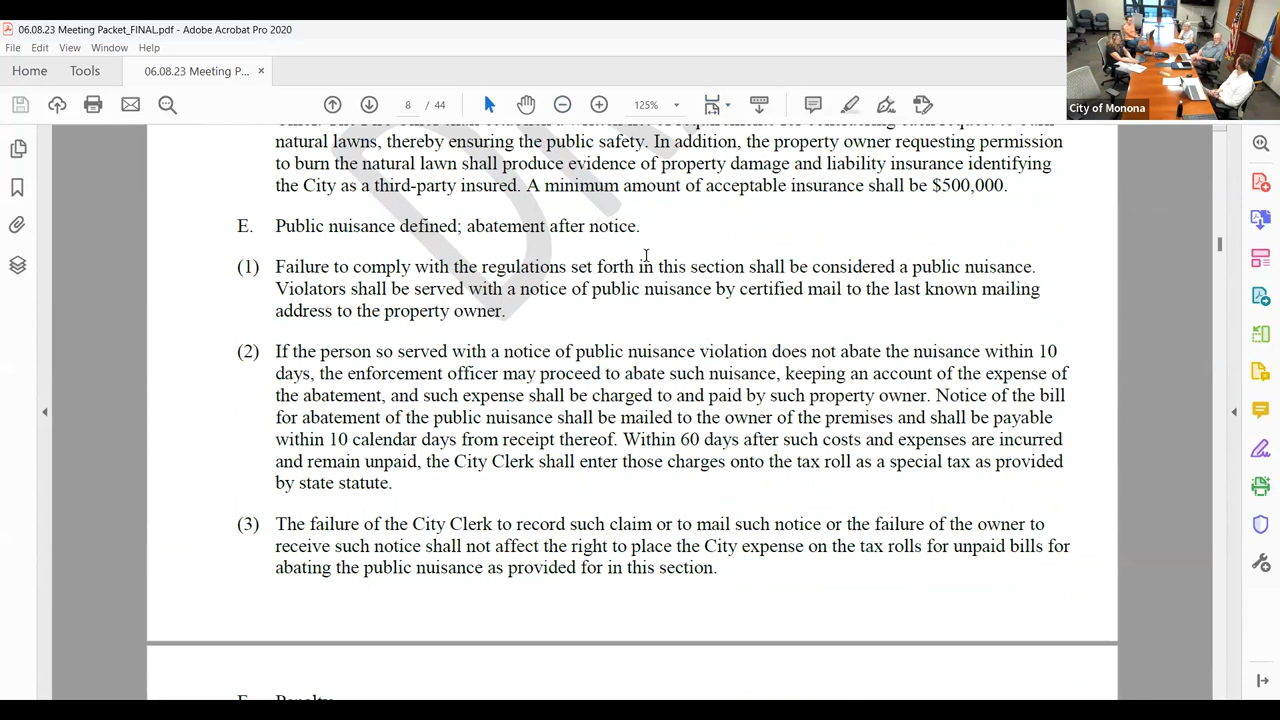 06.08.23 Meeting Packet_FINAL.pdf - Adobe Acrobat Pro 2020
File Edit View Window Help
Home Tools 06.08.23 Meeting P... ×
8 / 44 125%
City of Monona
natural lawns, thereby ensuring the public safety. In addition, the property owner requesting permission
to burn the natural lawn shall produce evidence of property damage and liability insurance identifying
the City as a third-party insured. A minimum amount of acceptable insurance shall be $500,000.
E. Public nuisance defined; abatement after notice.
(1) Failure to comply with the regulations set forth in this section shall be considered a public nuisance.
Violators shall be served with a notice of public nuisance by certified mail to the last known mailing
address to the property owner.
(2) If the person so served with a notice of public nuisance violation does not abate the nuisance within 10
days, the enforcement officer may proceed to abate such nuisance, keeping an account of the expense of
the abatement, and such expense shall be charged to and paid by such property owner. Notice of the bill
for abatement of the public nuisance shall be mailed to the owner of the premises and shall be payable
within 10 calendar days from receipt thereof. Within 60 days after such costs and expenses are incurred
and remain unpaid, the City Clerk shall enter those charges onto the tax roll as a special tax as provided
by state statute.
(3) The failure of the City Clerk to record such claim or to mail such notice or the failure of the owner to
receive such notice shall not affect the right to place the City expense on the tax rolls for unpaid bills for
abating the public nuisance as provided for in this section.
F. Penalty